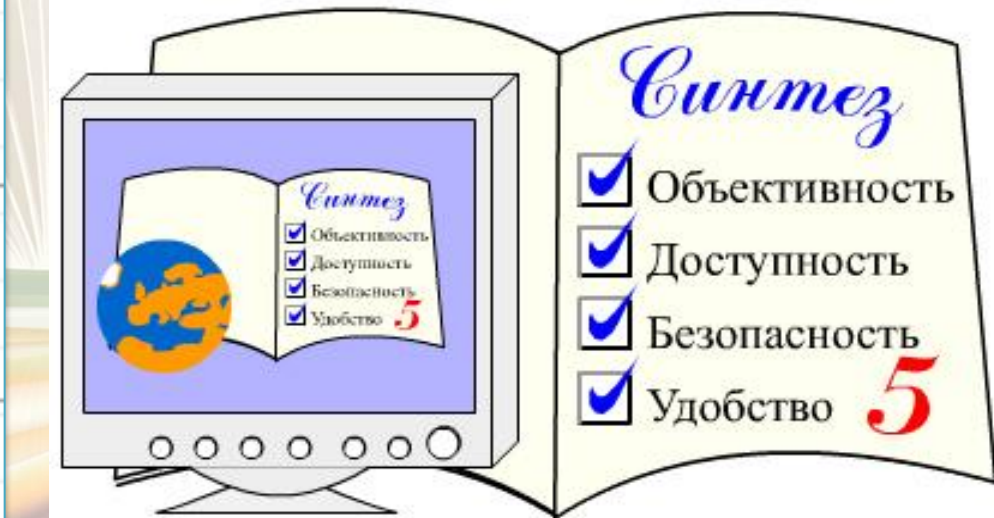 Синтез
Объективность
Доступность
Безопасность
Удобство 5
Синтез
Объективность
Доступность
Безопасность
Удобство 5